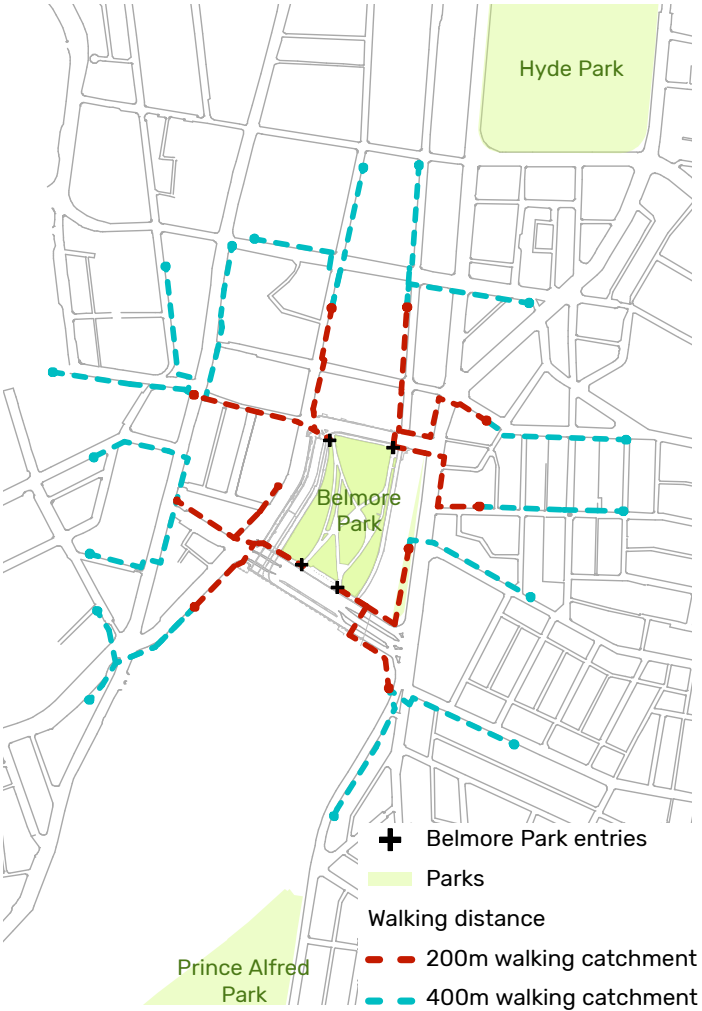 Hyde Park
Belmore
Park
Belmore Park entries
Parks
Walking distance
Prince Alfred
Park
200m walking catchment
400m walking catchment